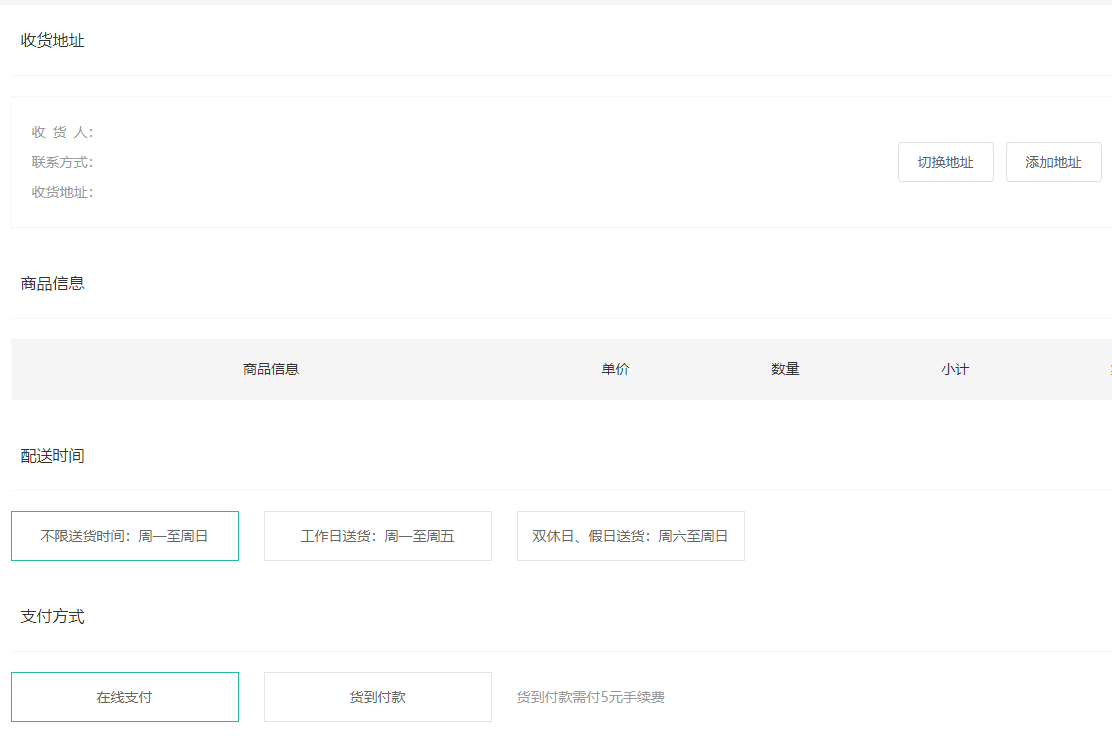 收货地址
收 货 人：
联系方式：
收货地址：
切换地址 添加地址
商品信息
商品信息 单价 数量 小计
配送时间
不限送货时间：周一至周日 工作日送货：周一至周五 双休日、假日送货：周六至周日
支付方式
在线支付 货到付款 货到付款需付5元手续费